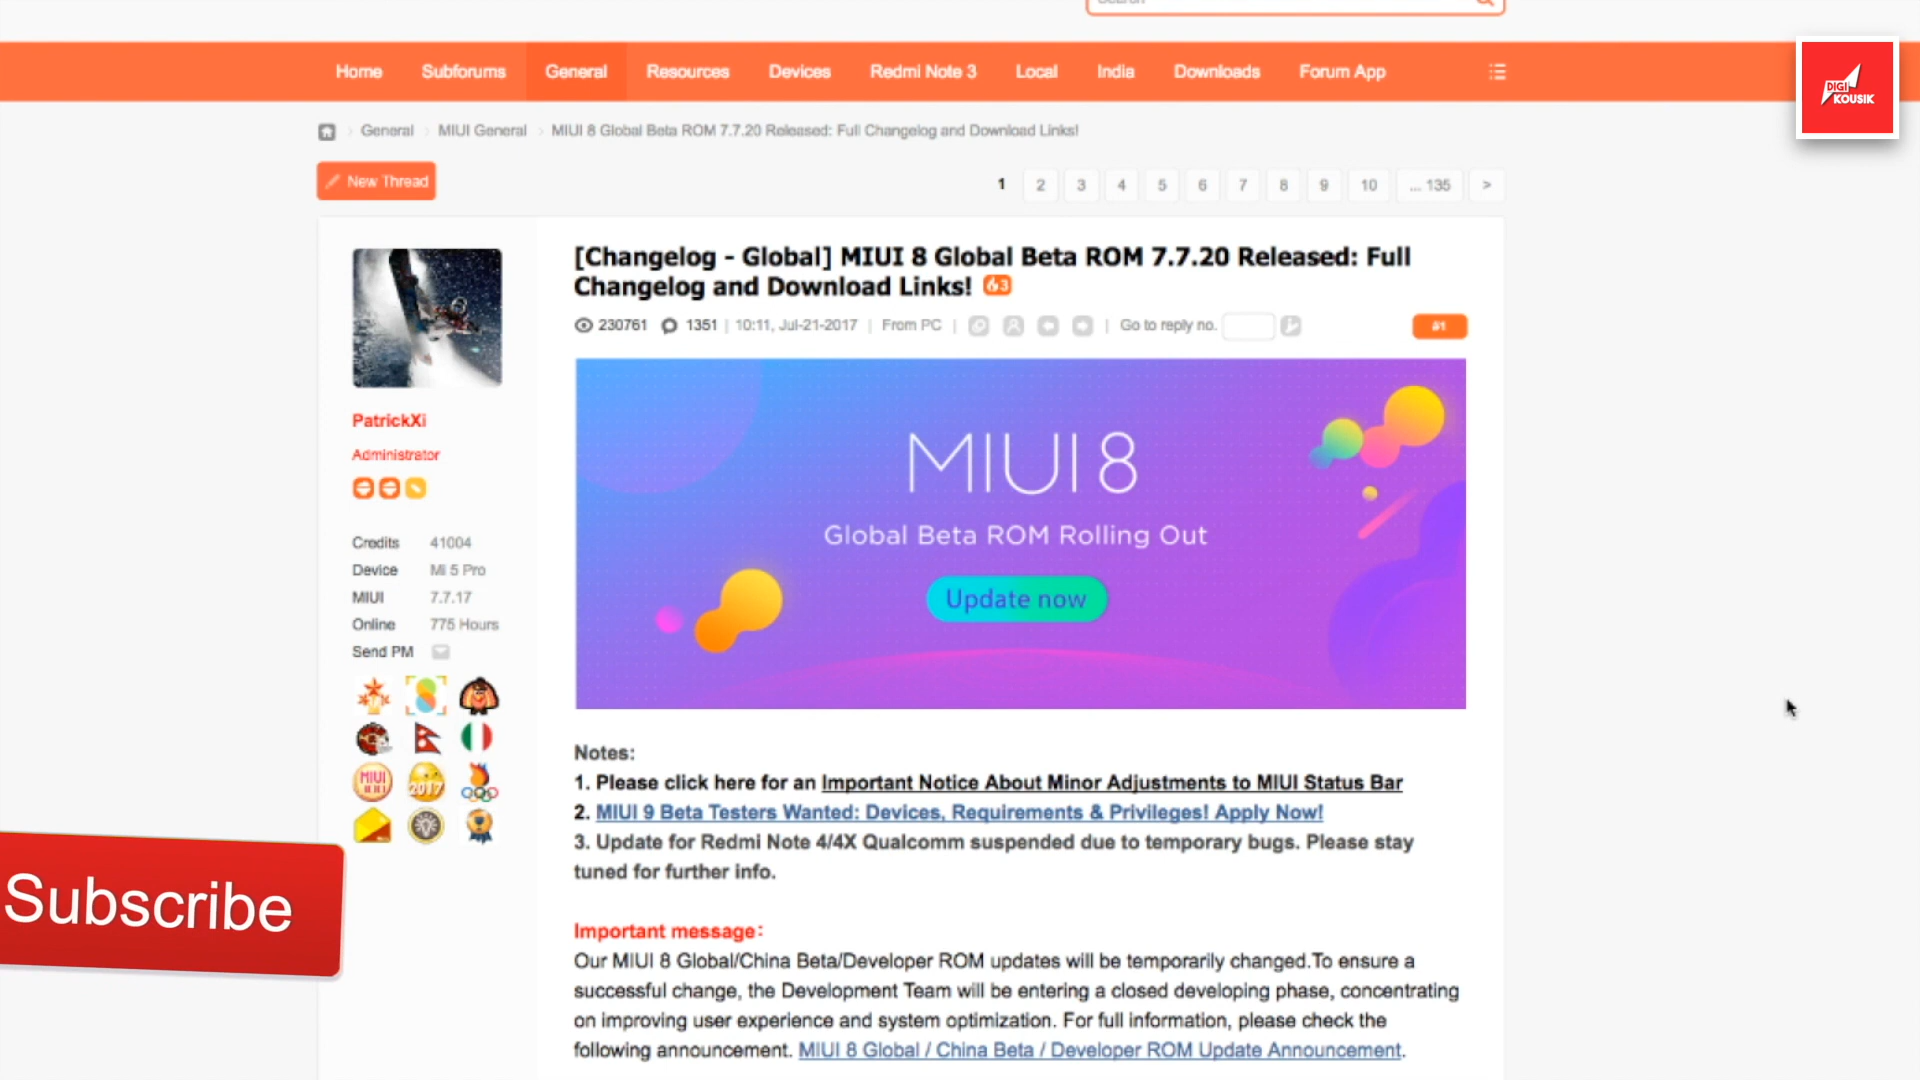 Home Subforums General Resources Devices Redmi Note 3 Local India Downloads Forum App
DIGI
KOUSIK
General > MIUI General > MIUI 8 Global Beta ROM 7.7.20 Released: Full Changelog and Download Links!
New Thread
1 2 3 4 5 6 7 8 9 10 ... 135 >
[Changelog - Global] MIUI 8 Global Beta ROM 7.7.20 Released: Full
Changelog and Download Links! 3
230761 1351 | 10:11, Jul-21-2017 | From PC | | Go to reply no.
#1
PatrickXi
Administrator
Credits 41004
Device Mi 5 Pro
MIUI 7.7.17
Online 775 Hours
Send PM
MIUI
2017
MIUI 8
Global Beta ROM Rolling Out
Update now
Notes:
1. Please click here for an Important Notice About Minor Adjustments to MIUI Status Bar
2. MIUI 9 Beta Testers Wanted: Devices, Requirements & Privileges! Apply Now!
3. Update for Redmi Note 4/4X Qualcomm suspended due to temporary bugs. Please stay
tuned for further info.
Important message:
Our MIUI 8 Global/China Beta/Developer ROM updates will be temporarily changed.To ensure a
successful change, the Development Team will be entering a closed developing phase, concentrating
on improving user experience and system optimization. For full information, please check the
following announcement. MIUI 8 Global / China Beta / Developer ROM Update Announcement.
Subscribe